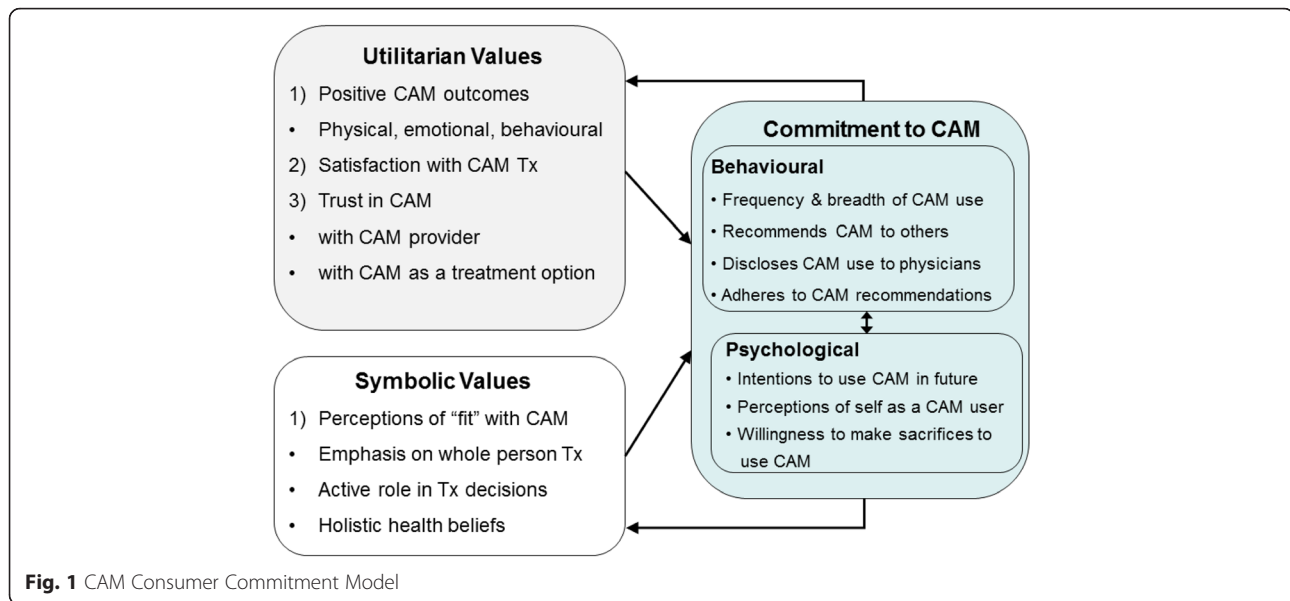 Utilitarian Values
1) Positive CAM outcomes
• Physical, emotional, behavioural
2) Satisfaction with CAM Tx
3) Trust in CAM
• with CAM provider
• with CAM as a treatment option
Symbolic Values
1) Perceptions of “fit” with CAM
• Emphasis on whole person Tx
• Active role in Tx decisions
• Holistic health beliefs
Commitment to CAM
Behavioural
• Frequency & breadth of CAM use
• Recommends CAM to others
• Discloses CAM use to physicians
• Adheres to CAM recommendations
Psychological
• Intentions to use CAM in future
• Perceptions of self as a CAM user
• Willingness to make sacrifices to
use CAM
Fig. 1 CAM Consumer Commitment Model